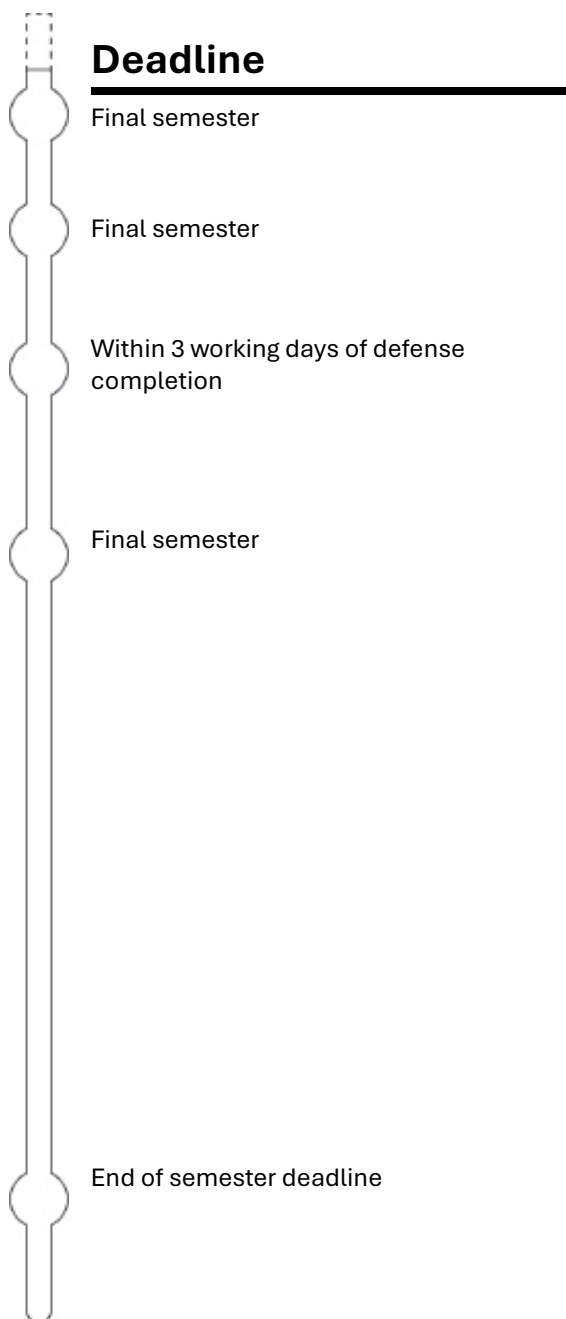 Deadline
Final semester
Final semester
Within 3 working days of defense
completion
Final semester
End of semester deadline